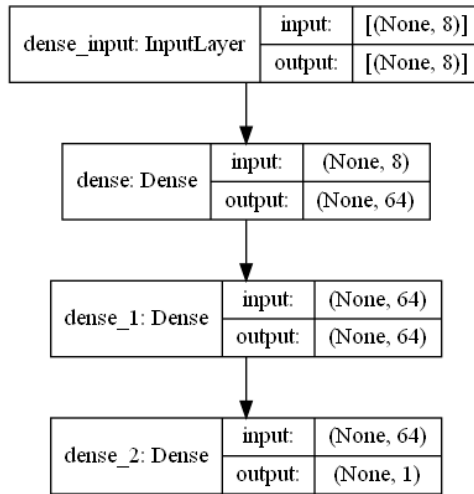 dense_input: InputLayer
input: [(None, 8)]
output: [(None, 8)]
dense: Dense
input: (None, 8)
output: (None, 64)
dense_1: Dense
input: (None, 64)
output: (None, 64)
dense_2: Dense
input: (None, 64)
output: (None, 1)